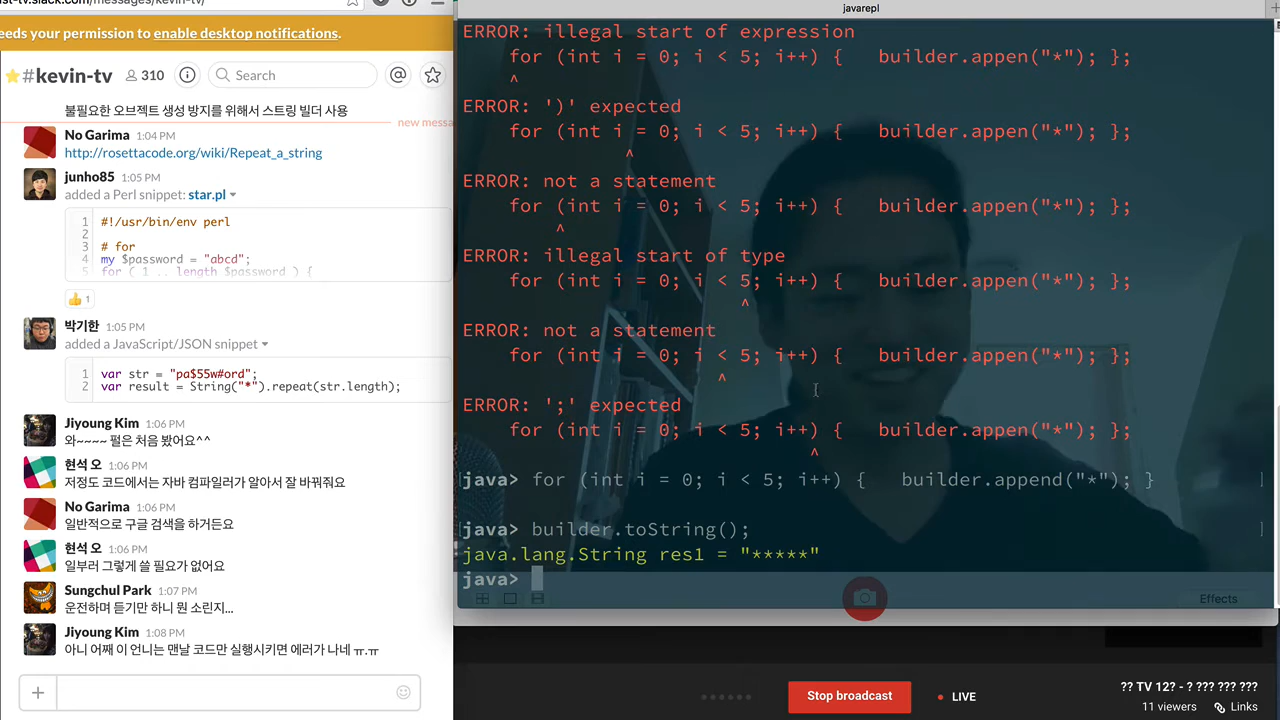 st-tv.slack.com/messages/kevin-tv/
eeds your permission to enable desktop notifications.
#kevin-tv
310
Search
불필요한 오브젝트 생성 방지를 위해서 스트링 빌더 사용
new messa
No Garima 1:04 PM
http://rosettacode.org/wiki/Repeat_a_string
junho85 1:05 PM
added a Perl snippet: star.pl
1 #!/usr/bin/env perl
2
3 # for
4 my $password = "abcd";
5 for ( 1 .. length $password ) {
1
박기한 1:05 PM
added a JavaScript/JSON snippet
1 var str = "pa$55w#ord";
2 var result = String("*").repeat(str.length);
Jiyoung Kim 1:06 PM
와~~~~ 펄은 처음 봤어요^^
현석 오 1:06 PM
저정도 코드에서는 자바 컴파일러가 알아서 잘 바꿔줘요
No Garima 1:06 PM
일반적으로 구글 검색을 하거든요
현석 오 1:06 PM
일부러 그렇게 쓸 필요가 없어요
Sungchul Park 1:07 PM
운전하며 듣기만 하니 뭔 소린지...
Jiyoung Kim 1:08 PM
아니 어째 이 언니는 맨날 코드만 실행시키면 에러가 나네 ㅠ.ㅠ
javarepl
ERROR: illegal start of expression
for (int i = 0; i < 5; i++) { builder.appen("*"); };
^
ERROR: ')' expected
for (int i = 0; i < 5; i++) { builder.appen("*"); };
^
ERROR: not a statement
for (int i = 0; i < 5; i++) { builder.appen("*"); };
^
ERROR: illegal start of type
for (int i = 0; i < 5; i++) { builder.appen("*"); };
^
ERROR: not a statement
for (int i = 0; i < 5; i++) { builder.appen("*"); };
^
ERROR: ';' expected
for (int i = 0; i < 5; i++) { builder.appen("*"); };
^
java> for (int i = 0; i < 5; i++) { builder.append("*"); }
java> builder.toString();
java.lang.String res1 = "*****"
java>
Effects
Stop broadcast
LIVE
?? TV 12? - ? ??? ??? ???
11 viewers
Links